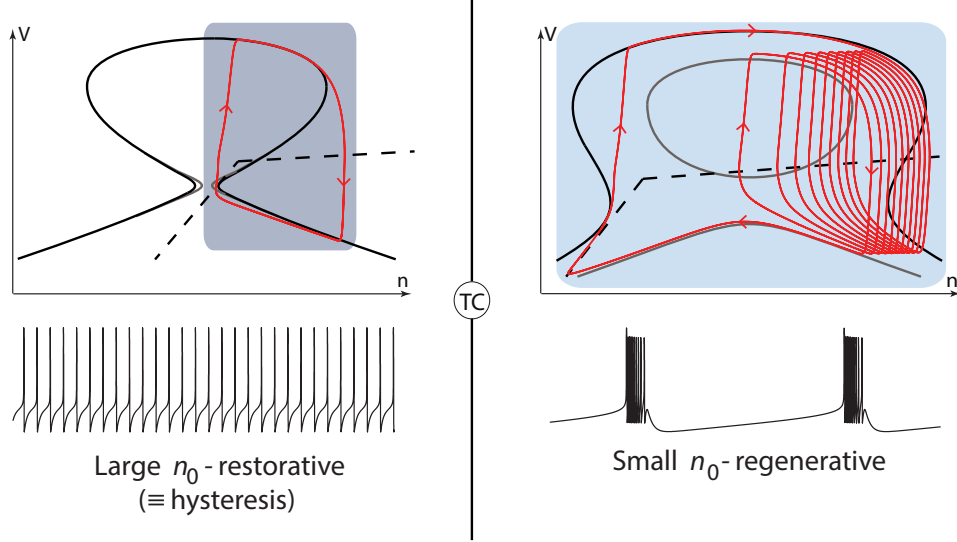 V
n
V
n
TC
Large n₀ - restorative
(≡ hysteresis)
Small n₀ - regenerative